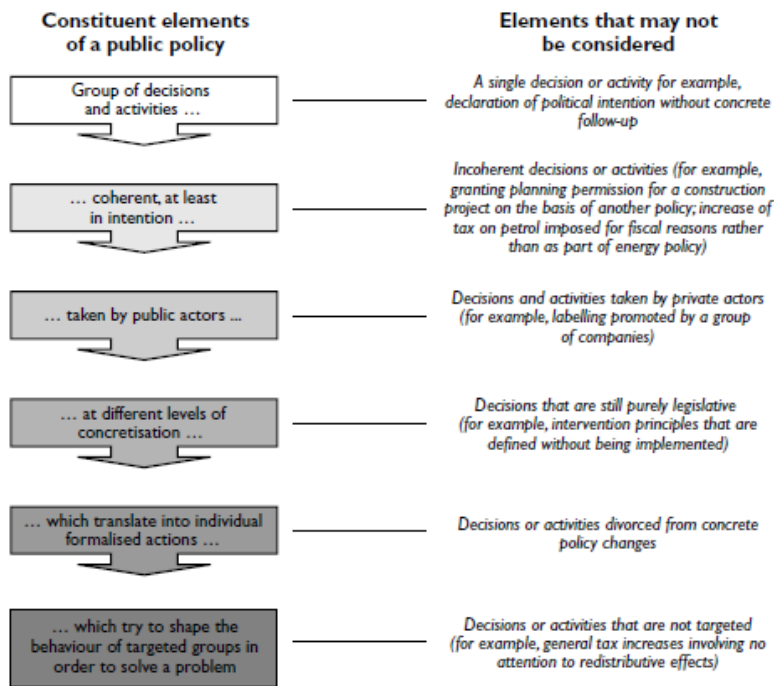 Constituent elements
of a public policy
Elements that may not
be considered
Group of decisions
and activities …
A single decision or activity for example,
declaration of political intention without concrete
follow-up
… coherent, at least
in intention …
Incoherent decisions or activities (for example,
granting planning permission for a construction
project on the basis of another policy; increase of
tax on petrol imposed for fiscal reasons rather
than as part of energy policy)
… taken by public actors ...
Decisions and activities taken by private actors
(for example, labelling promoted by a group
of companies)
… at different levels of
concretisation …
Decisions that are still purely legislative
(for example, intervention principles that are
defined without being implemented)
… which translate into individual
formalised actions …
Decisions or activities divorced from concrete
policy changes
… which try to shape the
behaviour of targeted groups in
order to solve a problem
Decisions or activities that are not targeted
(for example, general tax increases involving no
attention to redistributive effects)